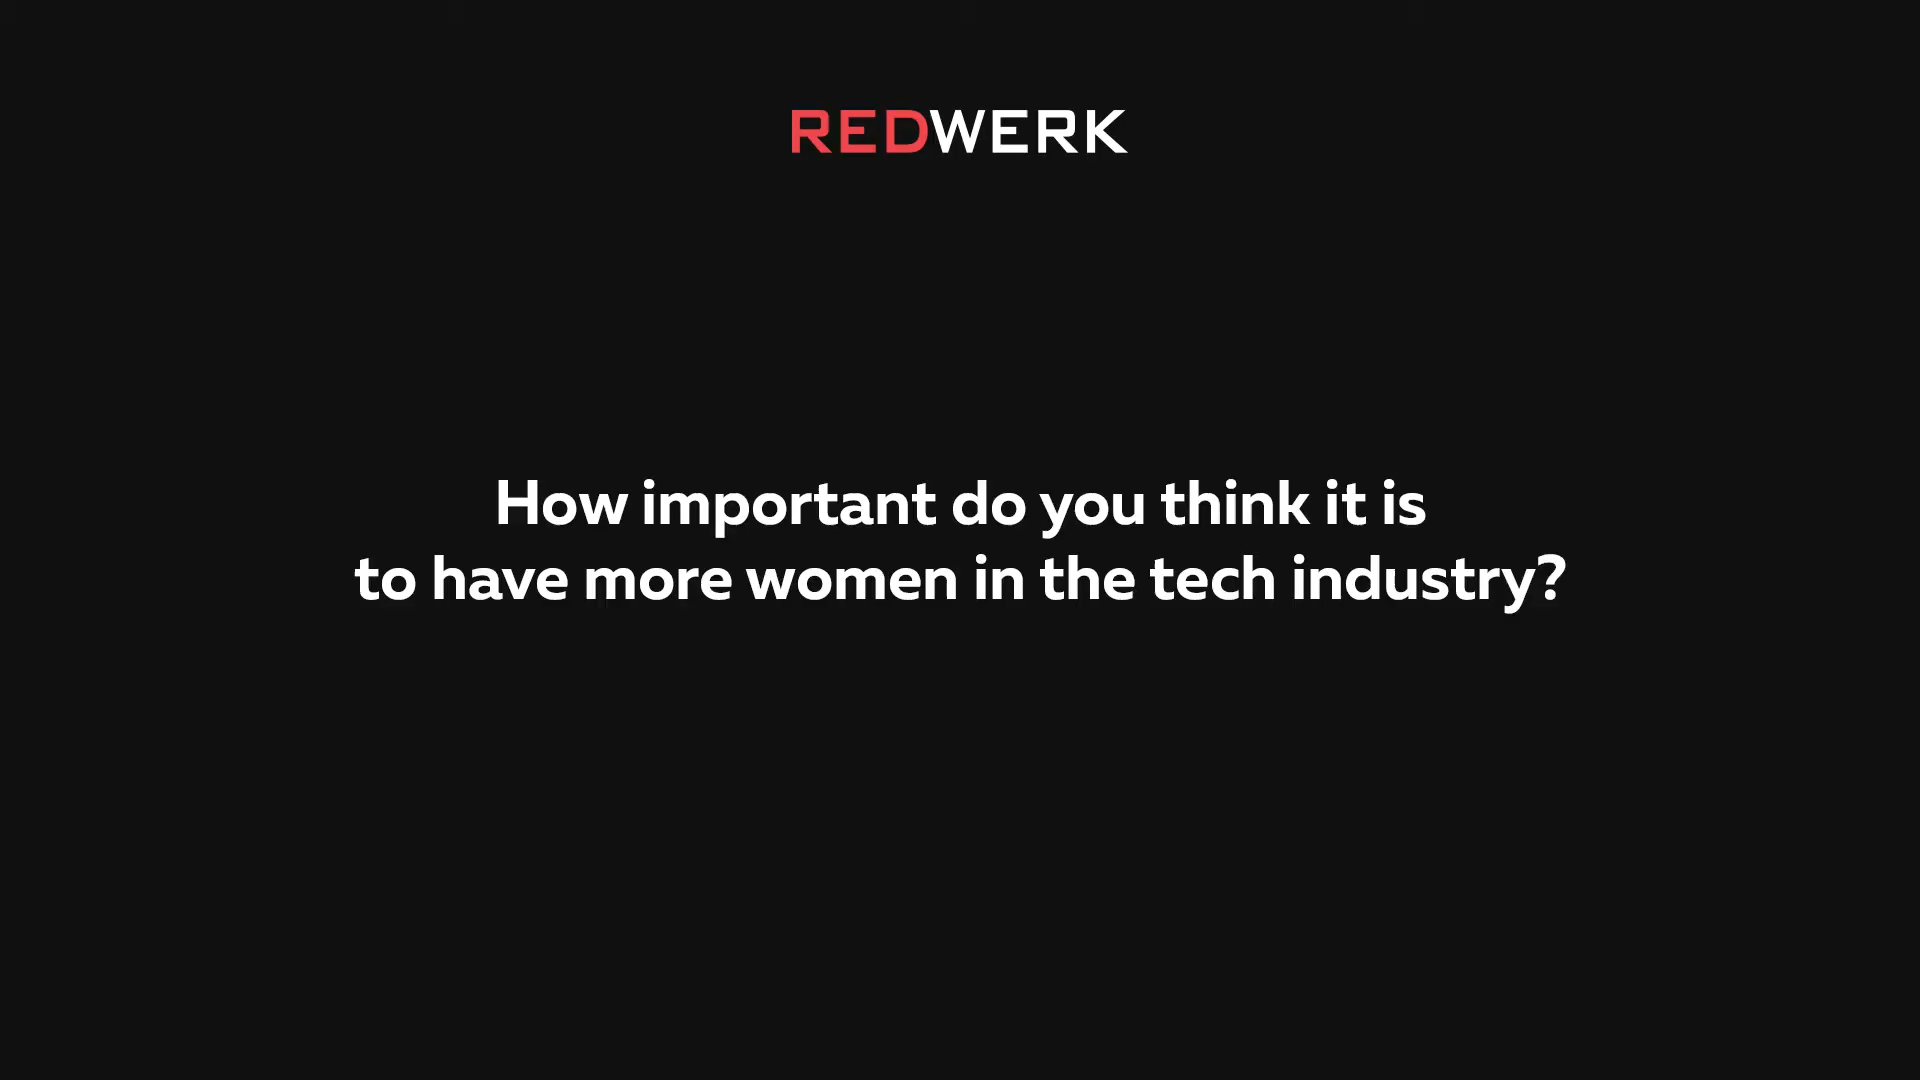 REDWERK
How important do you think it is
to have more women in the tech industry?